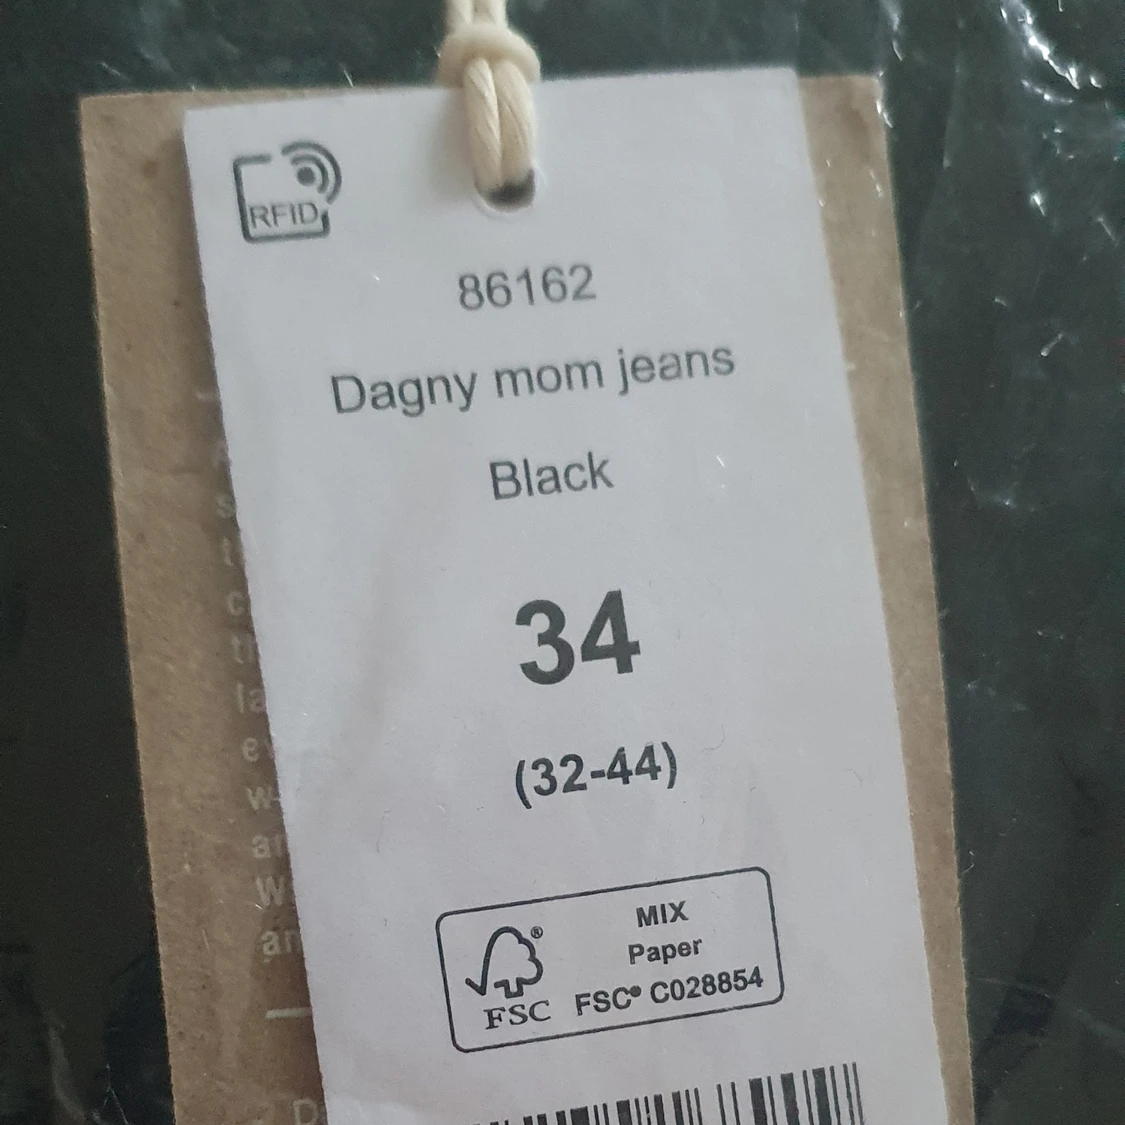 RFID
86162
Dagny mom jeans
Black
34
(32-44)
MIX
Paper
FSC® C028854
FSC